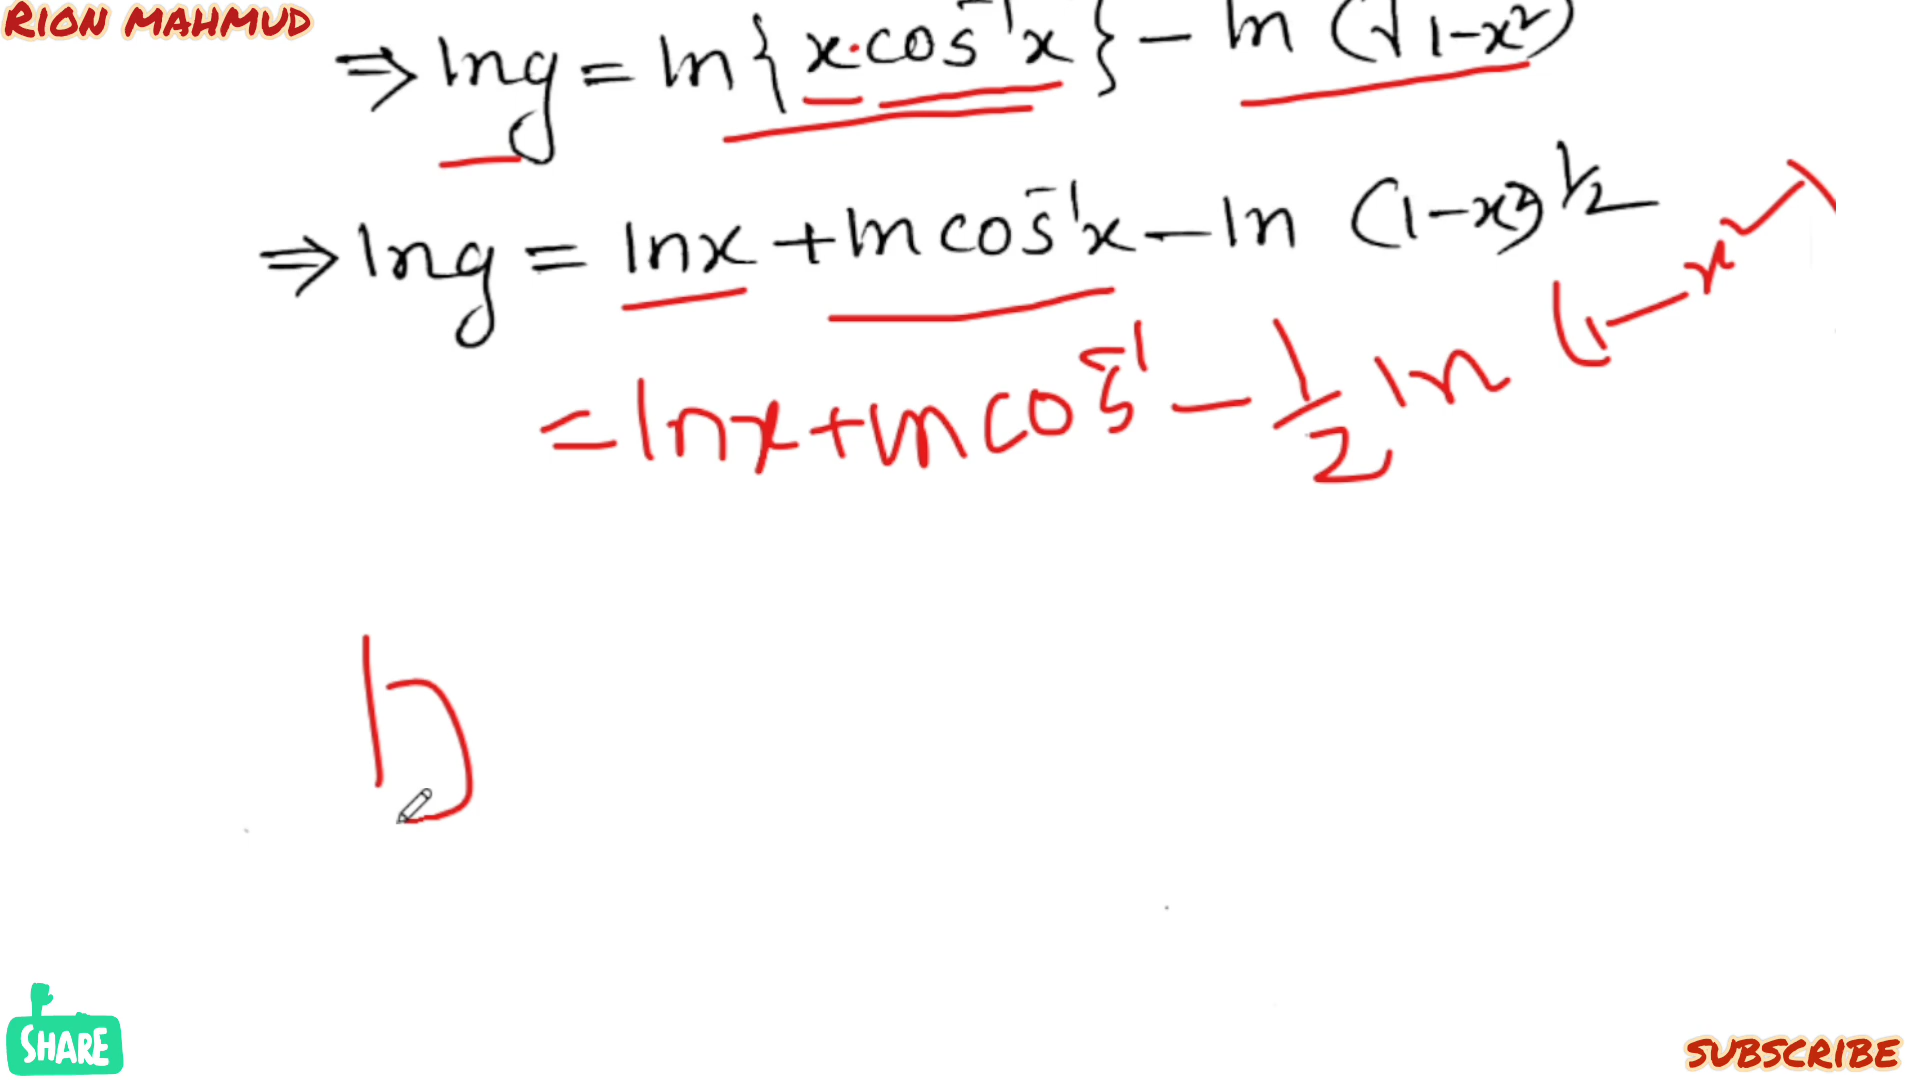 RION MAHMUD
⇒ lny = ln{x.cos⁻¹x} − ln (√1−x²)
⇒ lny = lnx + ln cos⁻¹x − ln (1−x²)^1/2
= lnx + ln cos⁻¹ − 1/2 ln (1−x²)
SHARE
SUBSCRIBE